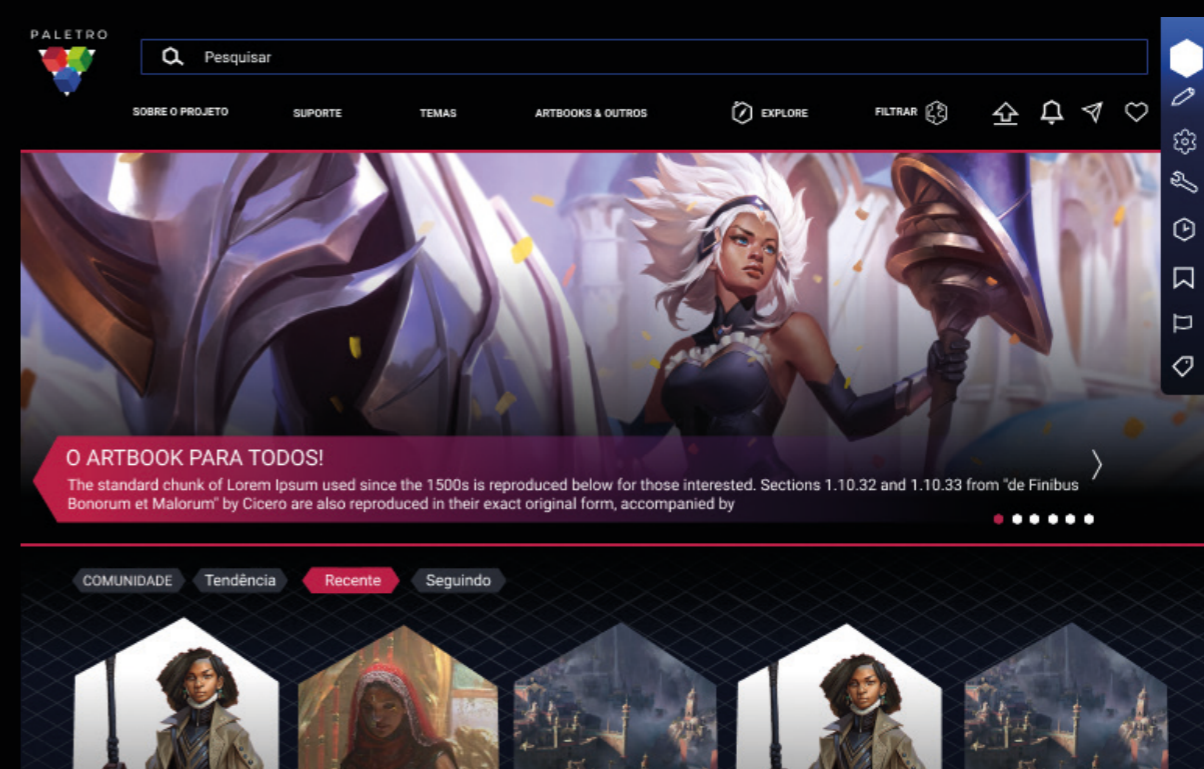 PALETRO
Pesquisar
SOBRE O PROJETO
SUPORTE
TEMAS
ARTBOOKS & OUTROS
EXPLORE
FILTRAR
O ARTBOOK PARA TODOS!
The standard chunk of Lorem Ipsum used since the 1500s is reproduced below for those interested. Sections 1.10.32 and 1.10.33 from "de Finibus
Bonorum et Malorum" by Cicero are also reproduced in their exact original form, accompanied by
COMUNIDADE
Tendência
Recente
Seguindo